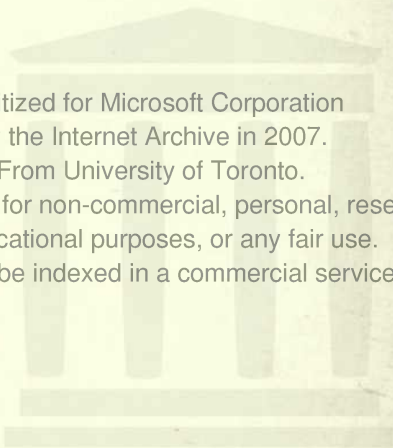 tized for Microsoft Corporation
the Internet Archive in 2007.
From University of Toronto.
for non-commercial, personal, rese
cational purposes, or any fair use.
be indexed in a commercial service